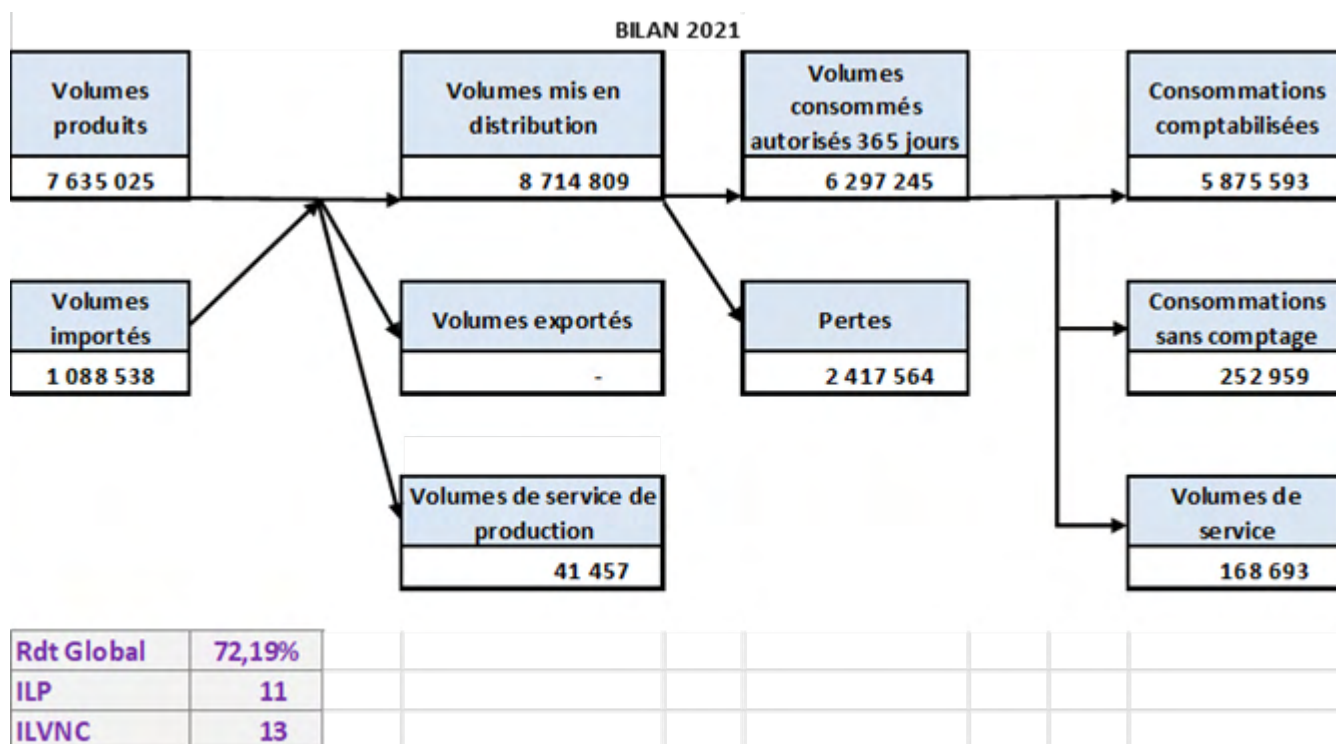 BILAN 2021
Volumes
produits
7 635 025
Volumes mis en
distribution
8 714 809
Volumes
consommés
autorisés 365 jours
6 297 245
Consommations
comptabilisées
5 875 593
Volumes
importés
1 088 538
Volumes exportés
-
Pertes
2 417 564
Consommations
sans comptage
252 959
Volumes de service de
production
41 457
Volumes de
service
168 693
Rdt Global 72,19%
ILP 11
ILVNC 13